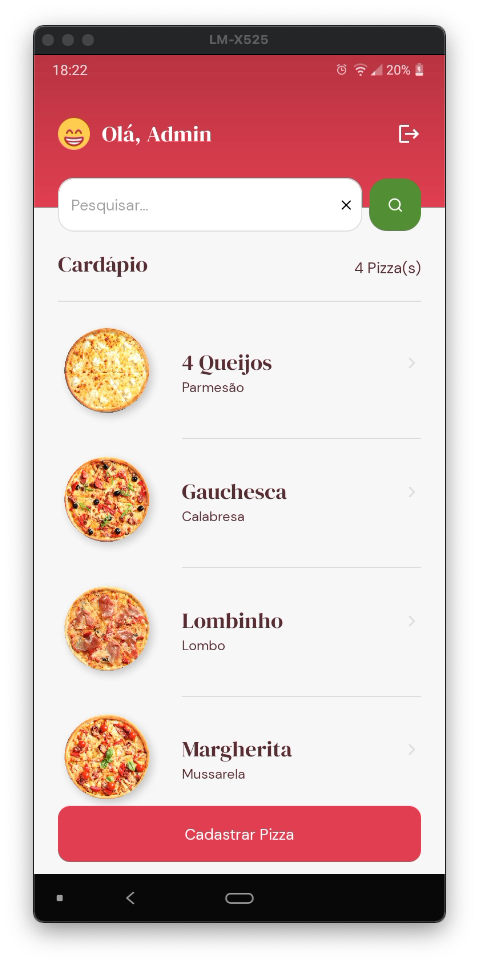 LM-X525
18:22
20%
Olá, Admin
Pesquisar...
Cardápio
4 Pizza(s)
4 Queijos
Parmesão
Gauchesca
Calabresa
Lombinho
Lombo
Margherita
Mussarela
Cadastrar Pizza